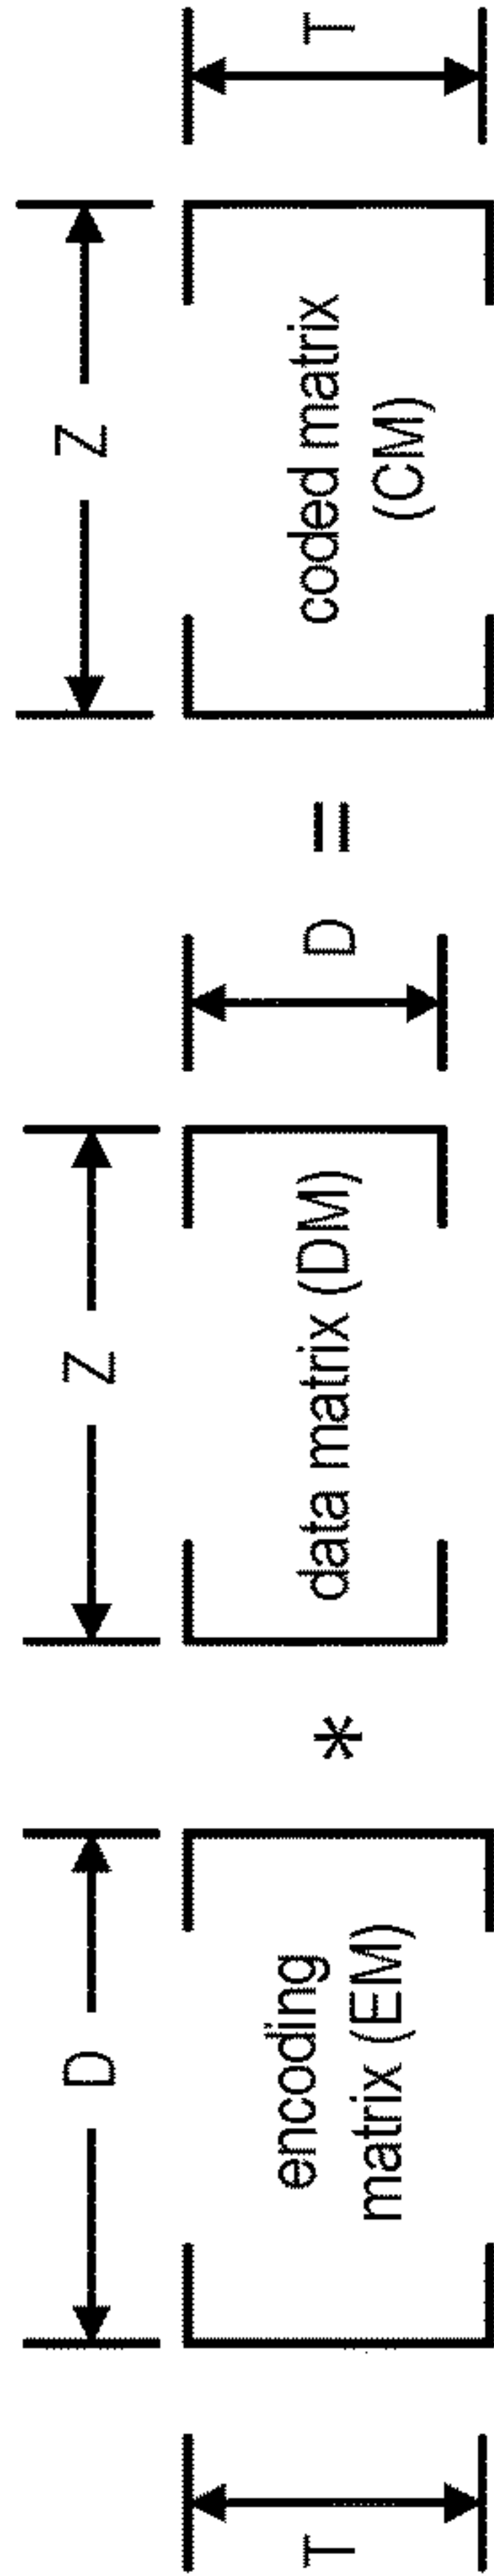 T
D
encoding
matrix (EM)
*
Z
data matrix (DM)
D
=
Z
coded matrix
(CM)
T